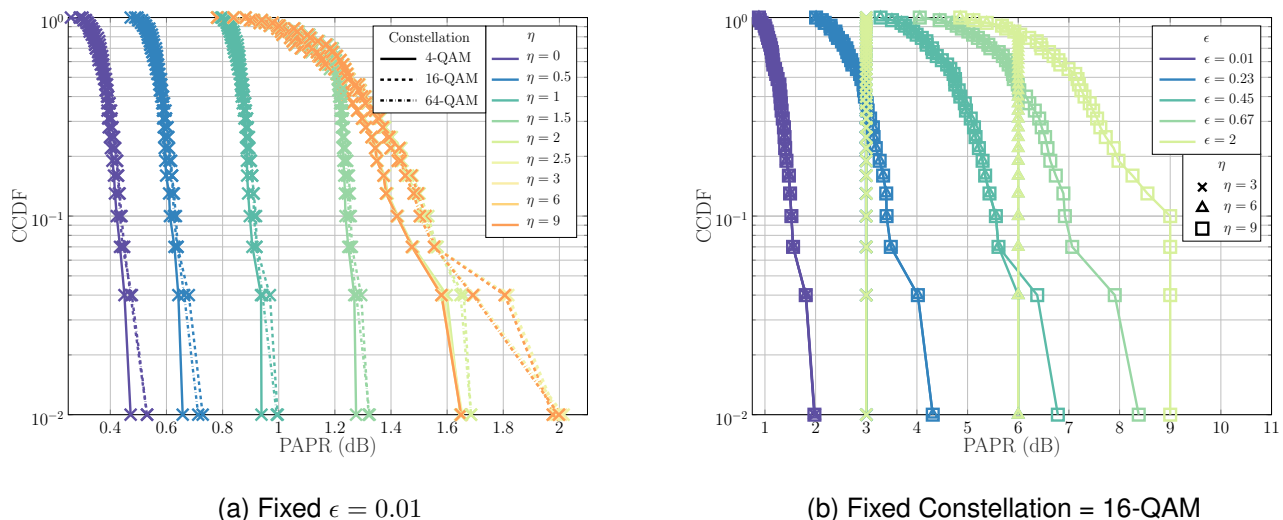 10⁰
10⁻¹
10⁻²
CCDF
0.4 0.6 0.8 1 1.2 1.4 1.6 1.8 2
PAPR (dB)
Constellation
4-QAM
16-QAM
64-QAM
η
η = 0
η = 0.5
η = 1
η = 1.5
η = 2
η = 2.5
η = 3
η = 6
η = 9
(a) Fixed ϵ = 0.01
10⁰
10⁻¹
10⁻²
CCDF
1 2 3 4 5 6 7 8 9 10 11
PAPR (dB)
ϵ
ϵ = 0.01
ϵ = 0.23
ϵ = 0.45
ϵ = 0.67
ϵ = 2
η
η = 3
η = 6
η = 9
(b) Fixed Constellation = 16-QAM